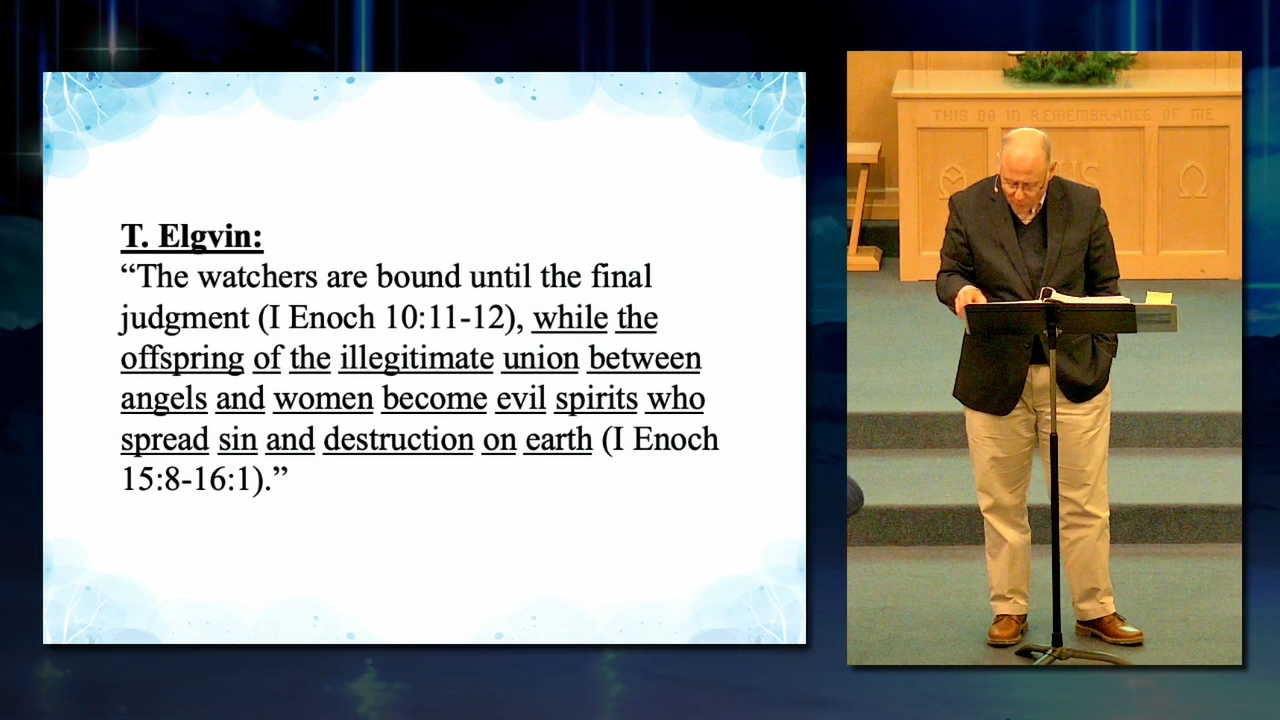 T. Elgvin:
“The watchers are bound until the final
judgment (I Enoch 10:11-12), while the
offspring of the illegitimate union between
angels and women become evil spirits who
spread sin and destruction on earth (I Enoch
15:8-16:1).”
THIS DO IN REMEMBRANCE OF ME
Ω